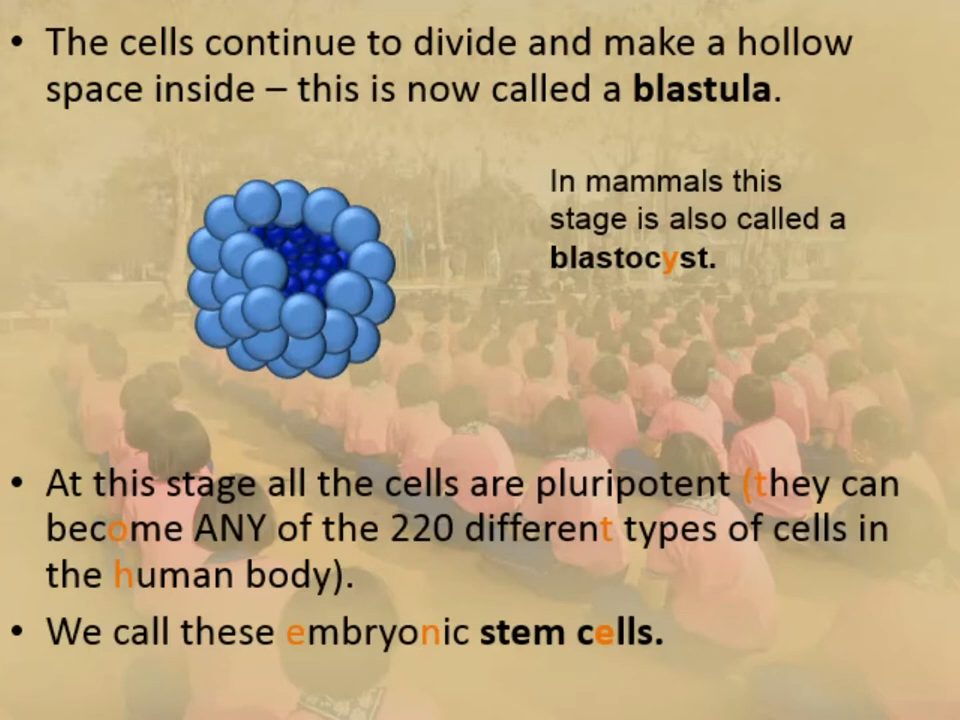 • The cells continue to divide and make a hollow
space inside – this is now called a blastula.
In mammals this
stage is also called a
blastocyst.
• At this stage all the cells are pluripotent (they can
become ANY of the 220 different types of cells in
the human body).
• We call these embryonic stem cells.